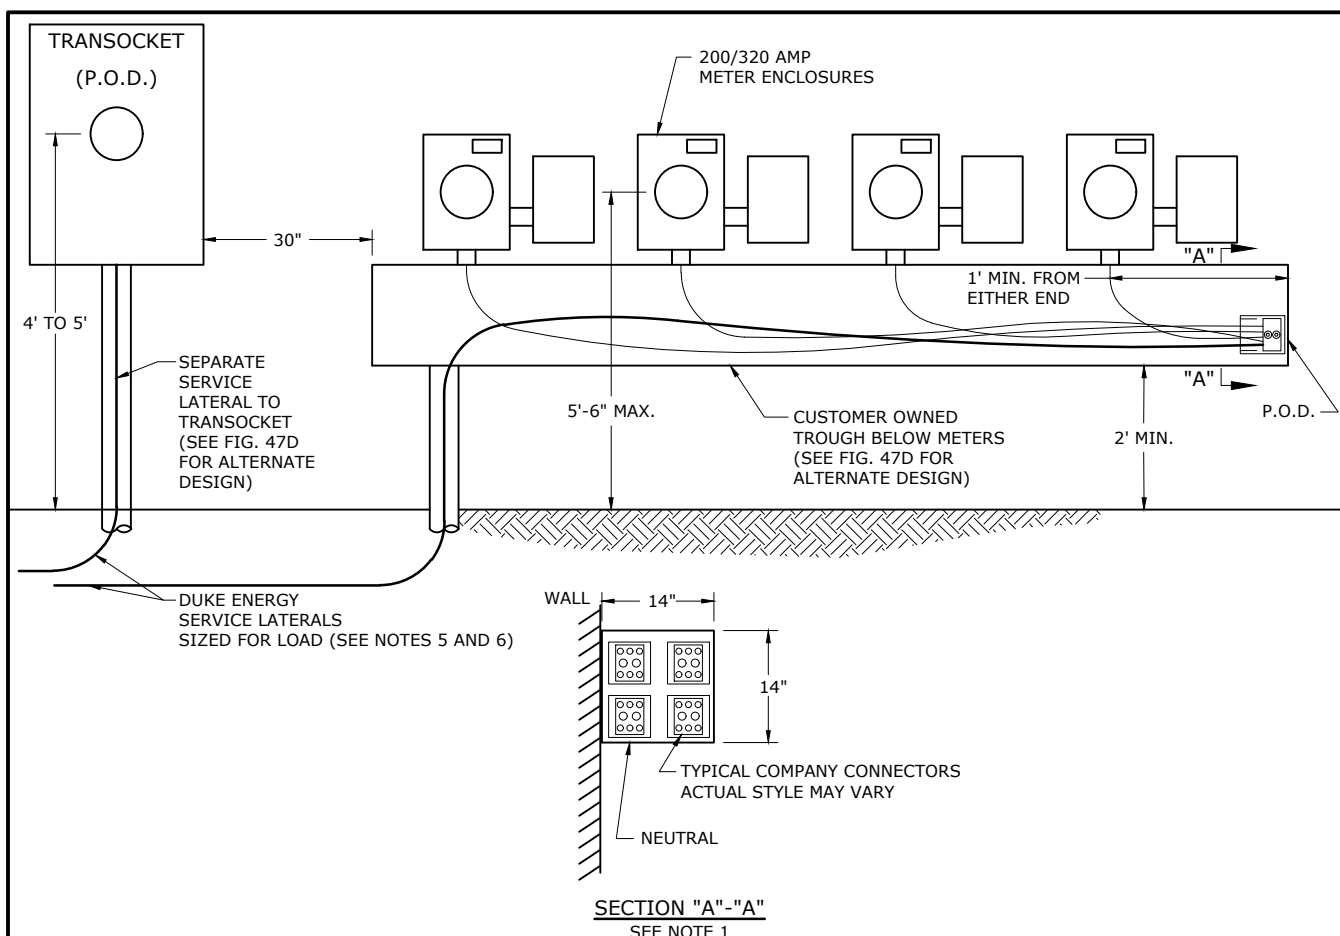 TRANSOCKET
(P.O.D.)
200/320 AMP
METER ENCLOSURES
30"
"A"
1' MIN. FROM
EITHER END
4' TO 5'
SEPARATE
SERVICE
LATERAL TO
TRANSOCKET
(SEE FIG. 47D
FOR ALTERNATE
DESIGN)
5'-6" MAX.
CUSTOMER OWNED
TROUGH BELOW METERS
(SEE FIG. 47D FOR
ALTERNATE DESIGN)
2' MIN.
"A"
P.O.D.
DUKE ENERGY
SERVICE LATERALS
SIZED FOR LOAD (SEE NOTES 5 AND 6)
WALL
14"
14"
TYPICAL COMPANY CONNECTORS
ACTUAL STYLE MAY VARY
NEUTRAL
SECTION "A"-"A"
SEE NOTE 1